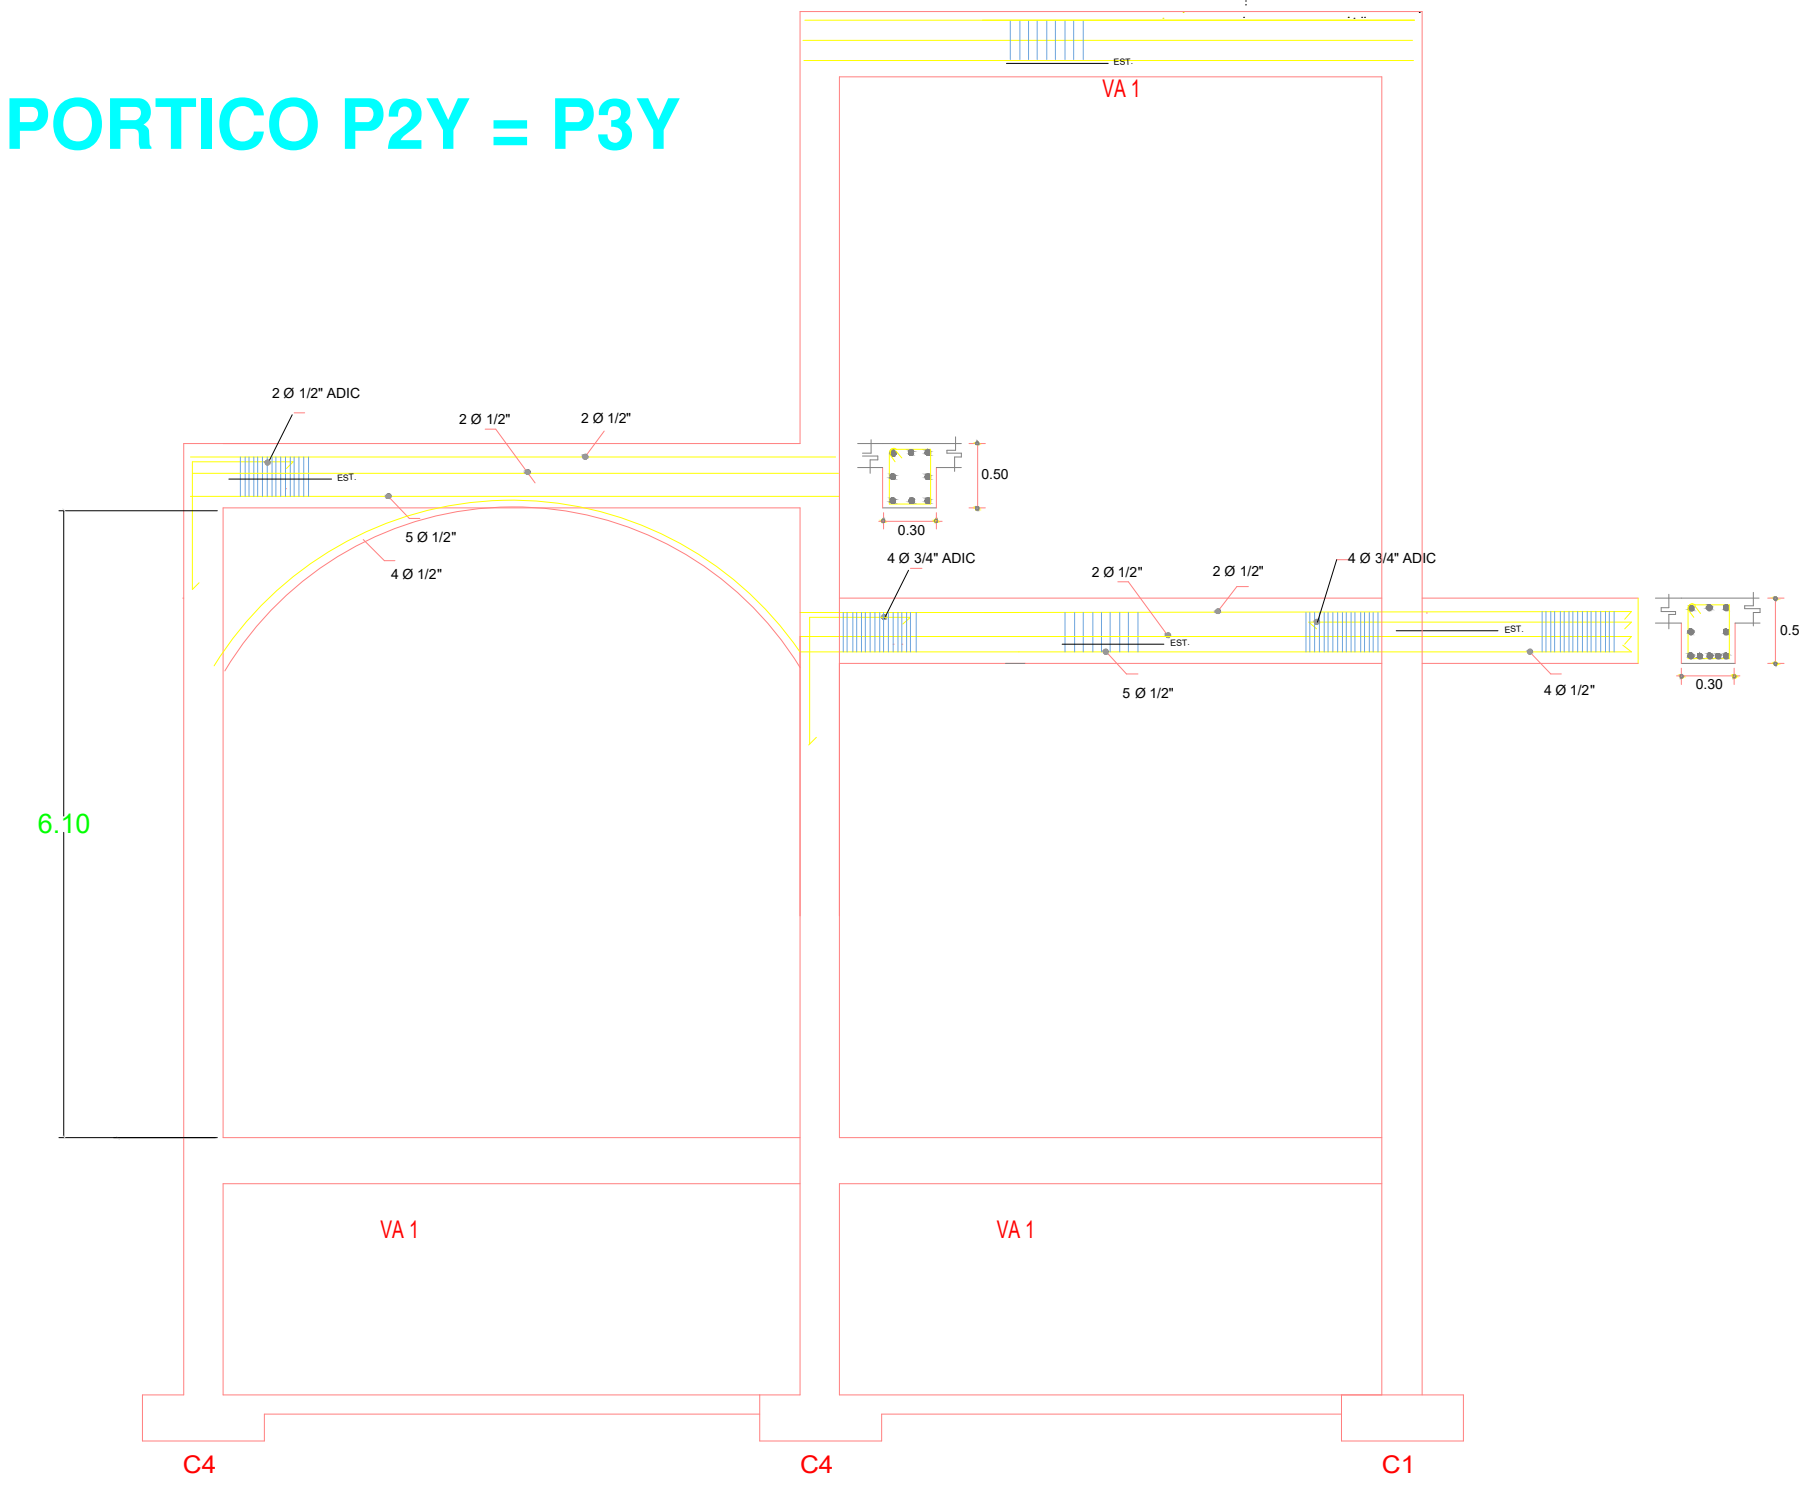 EST.
VA 1
PORTICO P2Y = P3Y
2 Ø 1/2" ADIC
2 Ø 1/2"
2 Ø 1/2"
EST.
0.50
0.30
5 Ø 1/2"
4 Ø 1/2"
4 Ø 3/4" ADIC
2 Ø 1/2"
2 Ø 1/2"
4 Ø 3/4" ADIC
EST.
EST.
0.5
0.30
5 Ø 1/2"
4 Ø 1/2"
6.10
VA 1
VA 1
C4
C4
C1